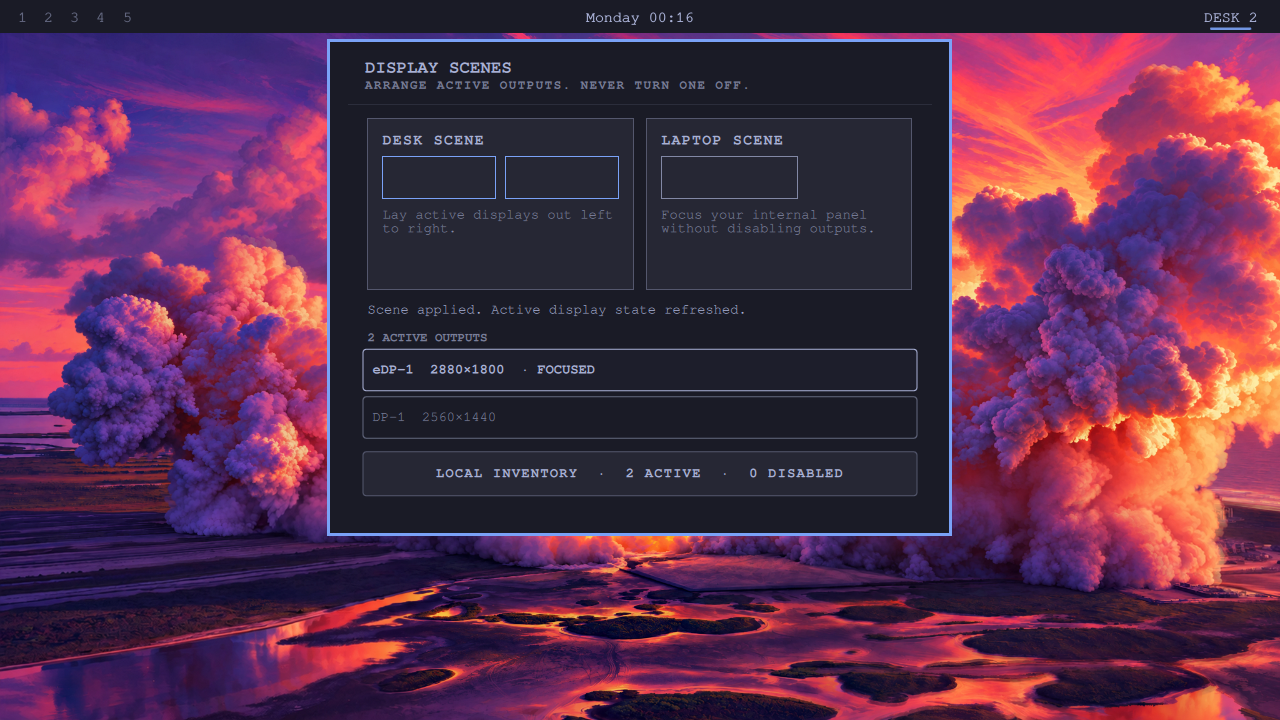 1 2 3 4 5
Monday 00:16
DESK 2
DISPLAY SCENES
ARRANGE ACTIVE OUTPUTS. NEVER TURN ONE OFF.
DESK SCENE
Lay active displays out left
to right.
LAPTOP SCENE
Focus your internal panel
without disabling outputs.
Scene applied. Active display state refreshed.
2 ACTIVE OUTPUTS
eDP-1 2880×1800 · FOCUSED
DP-1 2560×1440
LOCAL INVENTORY · 2 ACTIVE · 0 DISABLED